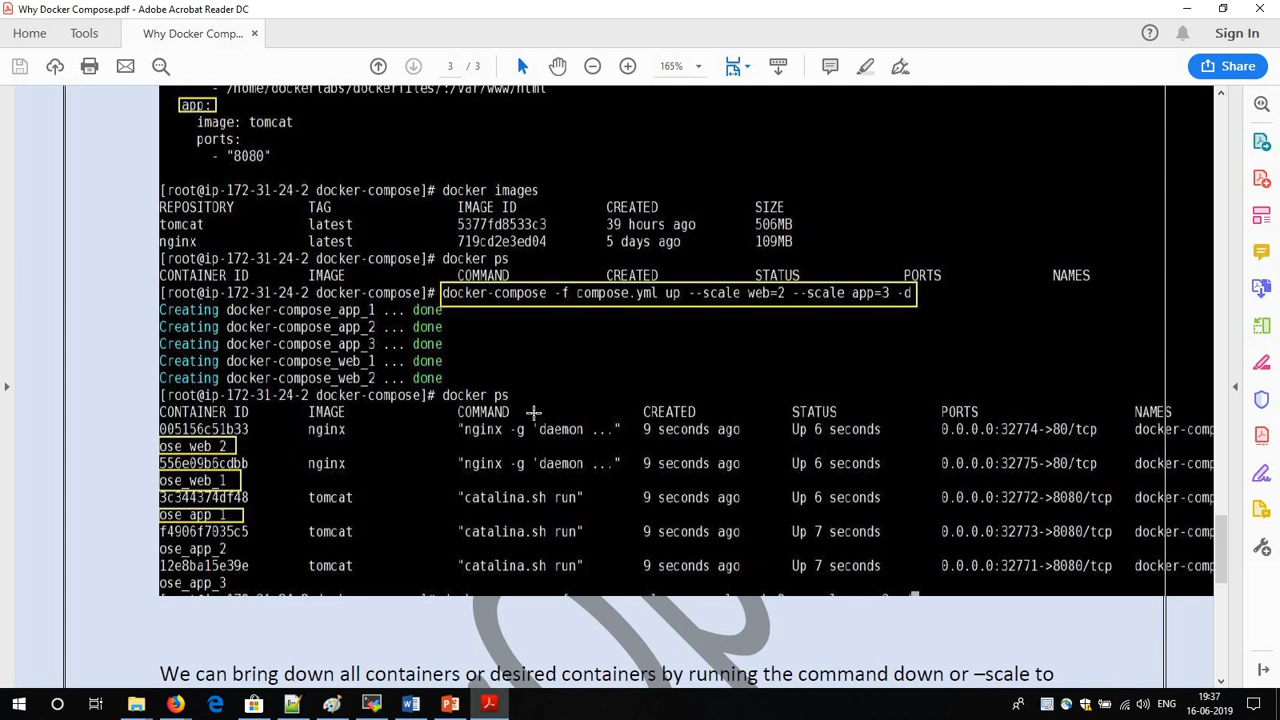 Why Docker Compose.pdf - Adobe Acrobat Reader DC
Home Tools Why Docker Comp... × Sign In
3 / 3 165% Share
- /home/dockerlabs/dockerfiles/:/var/www/html
app:
image: tomcat
ports:
- "8080"
[root@ip-172-31-24-2 docker-compose]# docker images
REPOSITORY TAG IMAGE ID CREATED SIZE
tomcat latest 5377fd8533c3 39 hours ago 506MB
nginx latest 719cd2e3ed04 5 days ago 109MB
[root@ip-172-31-24-2 docker-compose]# docker ps
CONTAINER ID IMAGE COMMAND CREATED STATUS PORTS NAMES
[root@ip-172-31-24-2 docker-compose]# docker-compose -f compose.yml up --scale web=2 --scale app=3 -d
Creating docker-compose_app_1 ... done
Creating docker-compose_app_2 ... done
Creating docker-compose_app_3 ... done
Creating docker-compose_web_1 ... done
Creating docker-compose_web_2 ... done
[root@ip-172-31-24-2 docker-compose]# docker ps
CONTAINER ID IMAGE COMMAND CREATED STATUS PORTS NAMES
005156c51b33 nginx "nginx -g 'daemon ..." 9 seconds ago Up 6 seconds 0.0.0.0:32774->80/tcp docker-comp
ose_web_2
556e09b6cdbb nginx "nginx -g 'daemon ..." 9 seconds ago Up 6 seconds 0.0.0.0:32775->80/tcp docker-comp
ose_web_1
3c344374df48 tomcat "catalina.sh run" 9 seconds ago Up 6 seconds 0.0.0.0:32772->8080/tcp docker-comp
ose_app_1
f4906f7035c5 tomcat "catalina.sh run" 9 seconds ago Up 7 seconds 0.0.0.0:32773->8080/tcp docker-comp
ose_app_2
12e8ba15e39e tomcat "catalina.sh run" 9 seconds ago Up 7 seconds 0.0.0.0:32771->8080/tcp docker-comp
ose_app_3
We can bring down all containers or desired containers by running the command down or –scale to
ENG 19:37
16-06-2019